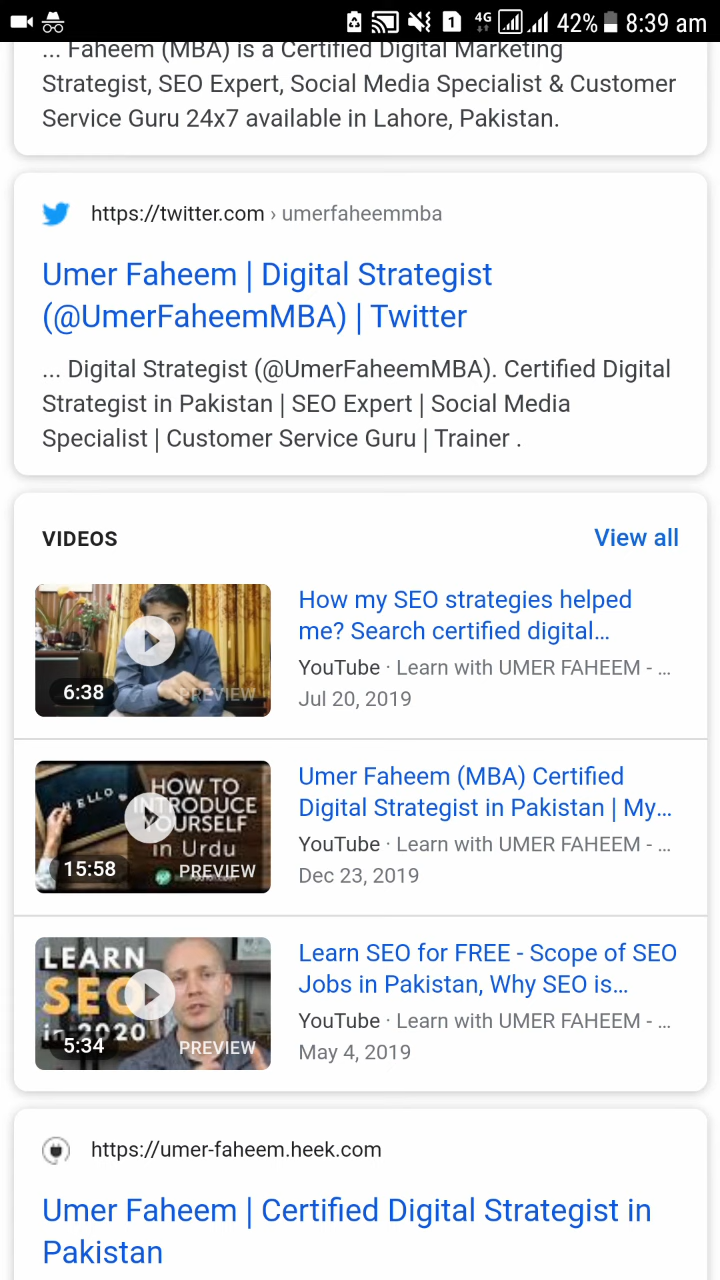 4G 1 42% 8:39 am
... Faheem (MBA) is a Certified Digital Marketing
Strategist, SEO Expert, Social Media Specialist & Customer
Service Guru 24x7 available in Lahore, Pakistan.
https://twitter.com › umerfaheemmba
Umer Faheem | Digital Strategist
(@UmerFaheemMBA) | Twitter
... Digital Strategist (@UmerFaheemMBA). Certified Digital
Strategist in Pakistan | SEO Expert | Social Media
Specialist | Customer Service Guru | Trainer .
VIDEOS
View all
6:38
PREVIEW
How my SEO strategies helped
me? Search certified digital...
YouTube · Learn with UMER FAHEEM - ...
Jul 20, 2019
HELLO
HOW TO
INTRODUCE
YOURSELF
in Urdu
15:58
PREVIEW
Umer Faheem (MBA) Certified
Digital Strategist in Pakistan | My...
YouTube · Learn with UMER FAHEEM - ...
Dec 23, 2019
LEARN
SEO
in 2020
5:34
PREVIEW
Learn SEO for FREE - Scope of SEO
Jobs in Pakistan, Why SEO is...
YouTube · Learn with UMER FAHEEM - ...
May 4, 2019
https://umer-faheem.heek.com
Umer Faheem | Certified Digital Strategist in
Pakistan